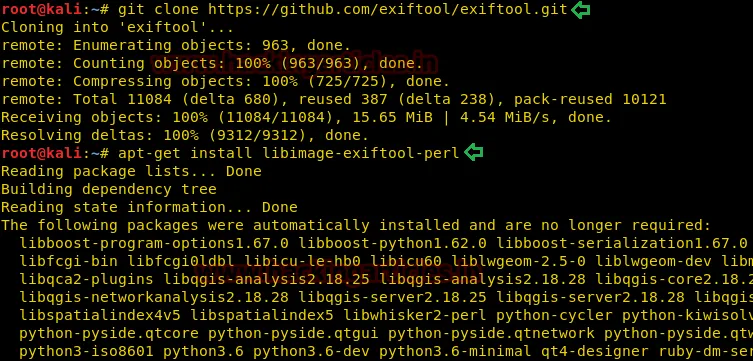 root@kali:~# git clone https://github.com/exiftool/exiftool.git
Cloning into 'exiftool'...
remote: Enumerating objects: 963, done.
remote: Counting objects: 100% (963/963), done.
remote: Compressing objects: 100% (725/725), done.
remote: Total 11084 (delta 680), reused 387 (delta 238), pack-reused 10121
Receiving objects: 100% (11084/11084), 15.65 MiB | 4.54 MiB/s, done.
Resolving deltas: 100% (9312/9312), done.
root@kali:~# apt-get install libimage-exiftool-perl
Reading package lists... Done
Building dependency tree
Reading state information... Done
The following packages were automatically installed and are no longer required:
libboost-program-options1.67.0 libboost-python1.62.0 libboost-serialization1.67.0
libfcgi-bin libfcgi0ldbl libicu-le-hb0 libicu60 liblwgeom-2.5-0 liblwgeom-dev libm
libqca2-plugins libqgis-analysis2.18.25 libqgis-analysis2.18.28 libqgis-core2.18.2
libqgis-networkanalysis2.18.28 libqgis-server2.18.25 libqgis-server2.18.28 libqgis
libspatialindex4v5 libspatialindex5 libwhisker2-perl python-cycler python-kiwisolv
python-pyside.qtcore python-pyside.qtgui python-pyside.qtnetwork python-pyside.qtw
python3-iso8601 python3.6 python3.6-dev python3.6-minimal qt4-designer ruby-dm-se